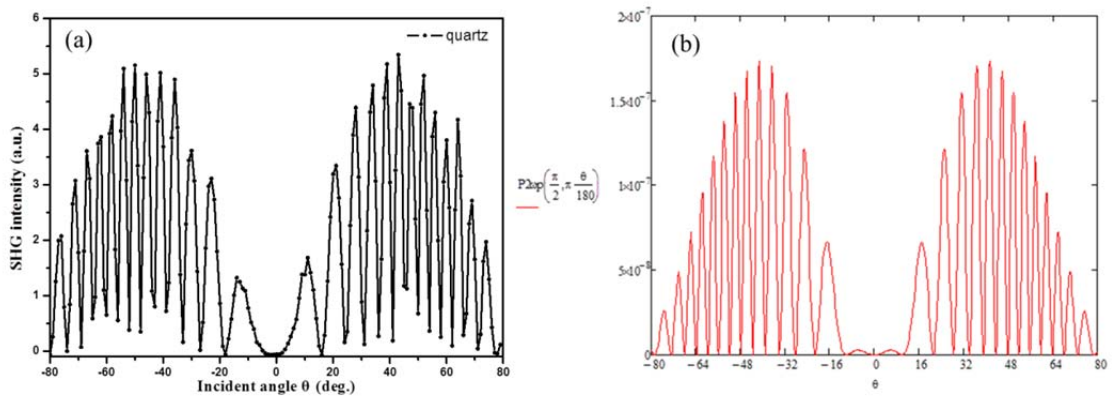 (a)
quartz
SHG intensity (a.u.)
5
4
3
2
1
0
-80 -60 -40 -20 0 20 40 60 80
Incident angle θ (deg.)
(b)
2×10⁻⁷
1.5×10⁻⁷
1×10⁻⁷
5×10⁻⁸
0
P2ωp(π/2, π θ/180)
−80 −64 −48 −32 −16 0 16 32 48 64 80
θ